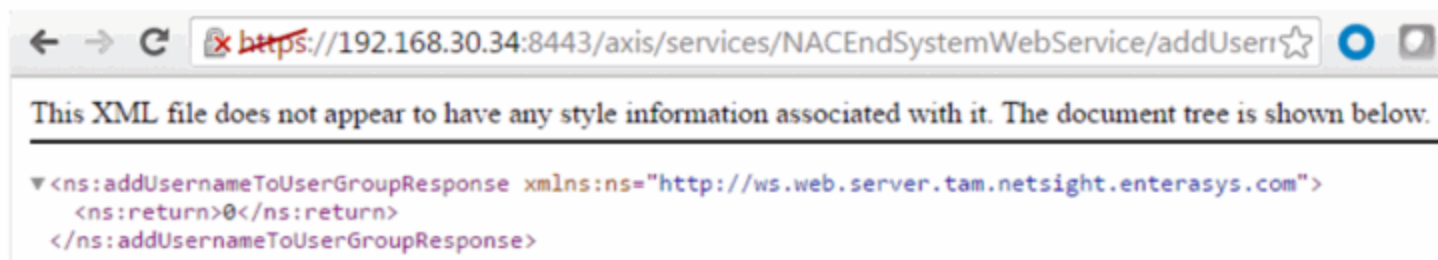 https://192.168.30.34:8443/axis/services/NACEndSystemWebService/addUserr
This XML file does not appear to have any style information associated with it. The document tree is shown below.
▼<ns:addUsernameToUserGroupResponse xmlns:ns="http://ws.web.server.tam.netsight.enterasys.com">
<ns:return>0</ns:return>
</ns:addUsernameToUserGroupResponse>